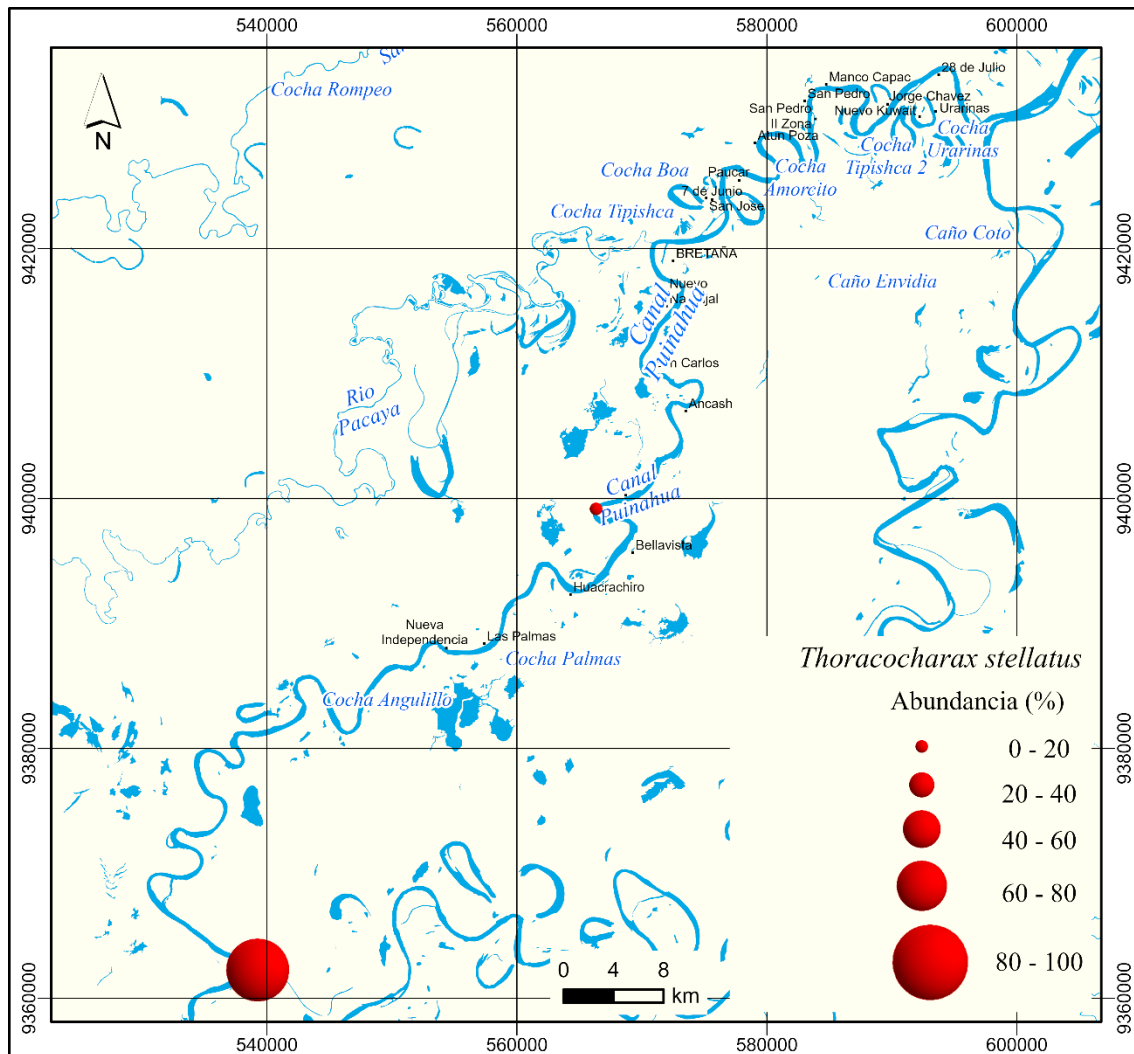 540000
560000
580000
600000
Cocha Rompeo
N
28 de Julio
Manco Capac
San Pedro
Jorge Chavez
San Pedro
Nuevo Kuwait
Urarinas
II Zona
Atun Poza
Cocha
Urarinas
Cocha
Tipishca 2
Cocha
Amorcito
Cocha Boa
Paucar
7 de Junio
San Jose
Cocha Tipishca
9420000
Caño Coto
9420000
BRETAÑA
Caño Envidia
Nuevo
Canal
Puinahua
Carlos
Rio
Pacaya
Ancash
9400000
Canal
Puinahua
9400000
Bellavista
Huacrachiro
Nueva
Independencia
Las Palmas
Cocha Palmas
Cocha Angulillo
9380000
9380000
Thoracocharax stellatus
Abundancia (%)
0 - 20
20 - 40
40 - 60
60 - 80
80 - 100
0 4 8
km
9360000
9360000
540000
560000
580000
600000